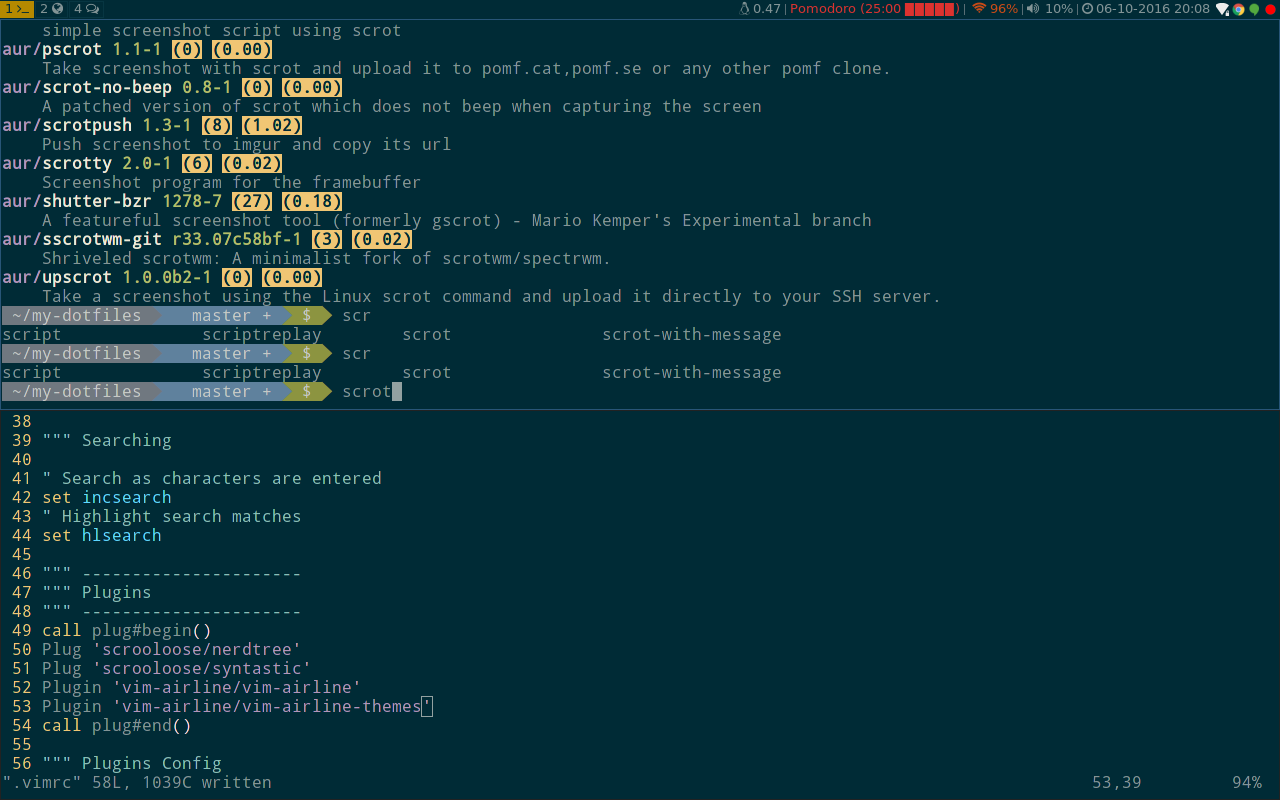 1 >_ 2 4 0.47 | Pomodoro (25:00 ) | 96% | 10% | 06-10-2016 20:08
simple screenshot script using scrot
aur/pscrot 1.1-1 (0) (0.00)
Take screenshot with scrot and upload it to pomf.cat,pomf.se or any other pomf clone.
aur/scrot-no-beep 0.8-1 (0) (0.00)
A patched version of scrot which does not beep when capturing the screen
aur/scrotpush 1.3-1 (8) (1.02)
Push screenshot to imgur and copy its url
aur/scrotty 2.0-1 (6) (0.02)
Screenshot program for the framebuffer
aur/shutter-bzr 1278-7 (27) (0.18)
A featureful screenshot tool (formerly gscrot) - Mario Kemper's Experimental branch
aur/sscrotwm-git r33.07c58bf-1 (3) (0.02)
Shriveled scrotwm: A minimalist fork of scrotwm/spectrwm.
aur/upscrot 1.0.0b2-1 (0) (0.00)
Take a screenshot using the Linux scrot command and upload it directly to your SSH server.
~/my-dotfiles master + $ scr
script scriptreplay scrot scrot-with-message
~/my-dotfiles master + $ scr
script scriptreplay scrot scrot-with-message
~/my-dotfiles master + $ scrot
38
39 """ Searching
40
41 " Search as characters are entered
42 set incsearch
43 " Highlight search matches
44 set hlsearch
45
46 """ ----------------------
47 """ Plugins
48 """ ----------------------
49 call plug#begin()
50 Plug 'scrooloose/nerdtree'
51 Plug 'scrooloose/syntastic'
52 Plugin 'vim-airline/vim-airline'
53 Plugin 'vim-airline/vim-airline-themes'
54 call plug#end()
55
56 """ Plugins Config
".vimrc" 58L, 1039C written 53,39 94%